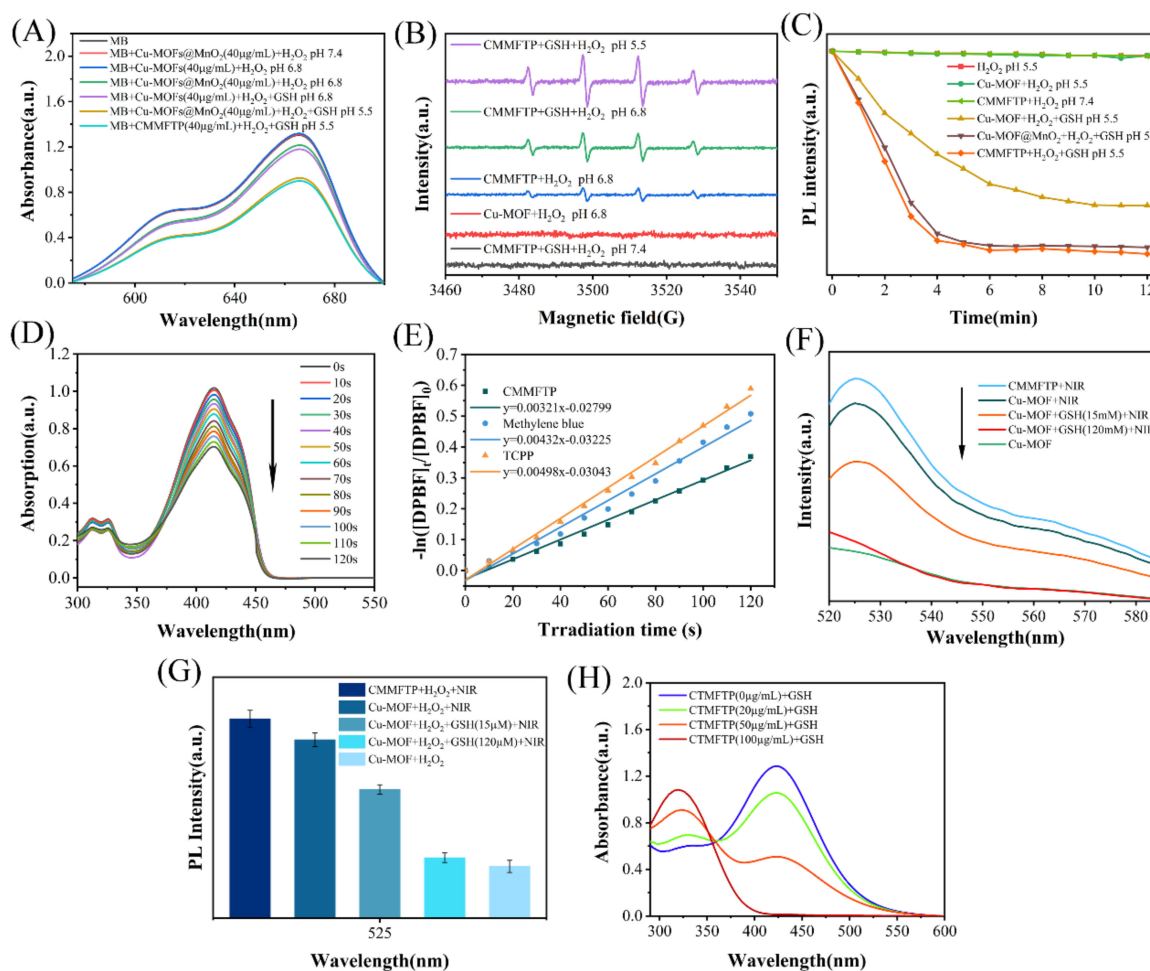 (A)
2.0
1.6
1.2
0.8
0.4
0.0
Absorbance(a.u.)
MB
MB+Cu-MOFs@MnO₂(40µg/mL)+H₂O₂ pH 7.4
MB+Cu-MOFs(40µg/mL)+H₂O₂ pH 6.8
MB+Cu-MOFs@MnO₂(40µg/mL)+H₂O₂ pH 6.8
MB+Cu-MOFs(40µg/mL)+H₂O₂+GSH pH 6.8
MB+Cu-MOFs@MnO₂(40µg/mL)+H₂O₂+GSH pH 5.5
MB+CMMFTP(40µg/mL)+H₂O₂+GSH pH 5.5
600
640
680
Wavelength(nm)
(B)
Intensity(a.u.)
CMMFTP+GSH+H₂O₂ pH 5.5
CMMFTP+GSH+H₂O₂ pH 6.8
CMMFTP+H₂O₂ pH 6.8
Cu-MOF+H₂O₂ pH 6.8
CMMFTP+GSH+H₂O₂ pH 7.4
3460
3480
3500
3520
3540
Magnetic field(G)
(C)
PL intensity(a.u.)
H₂O₂ pH 5.5
Cu-MOF+H₂O₂ pH 5.5
CMMFTP+H₂O₂ pH 7.4
Cu-MOF+H₂O₂+GSH pH 5.5
Cu-MOF@MnO₂+H₂O₂+GSH pH 5
CMMFTP+H₂O₂+GSH pH 5.5
0
2
4
6
8
10
12
Time(min)
(D)
1.2
1.0
0.8
0.6
0.4
0.2
0.0
Absorption(a.u.)
0s
10s
20s
30s
40s
50s
60s
70s
80s
90s
100s
110s
120s
300
350
400
450
500
550
Wavelength(nm)
(E)
0.7
0.6
0.5
0.4
0.3
0.2
0.1
0.0
-ln([DPBF]t/[DPBF]0)
CMMFTP
y=0.00321x-0.02799
Methylene blue
y=0.00432x-0.03225
TCPP
y=0.00498x-0.03043
0
20
40
60
80
100
120
Trradiation time (s)
(F)
Intensity(a.u.)
CMMFTP+NIR
Cu-MOF+NIR
Cu-MOF+GSH(15mM)+NIR
Cu-MOF+GSH(120mM)+NIR
Cu-MOF
520
530
540
550
560
570
580
Wavelength(nm)
(G)
PL Intensity(a.u.)
CMMFTP+H₂O₂+NIR
Cu-MOF+H₂O₂+NIR
Cu-MOF+H₂O₂+GSH(15µM)+NIR
Cu-MOF+H₂O₂+GSH(120µM)+NIR
Cu-MOF+H₂O₂
525
Wavelength(nm)
(H)
2.0
1.6
1.2
0.8
0.4
0.0
Absorbance(a.u.)
CTMFTP(0µg/mL)+GSH
CTMFTP(20µg/mL)+GSH
CTMFTP(50µg/mL)+GSH
CTMFTP(100µg/mL)+GSH
300
350
400
450
500
550
600
Wavelength(nm)